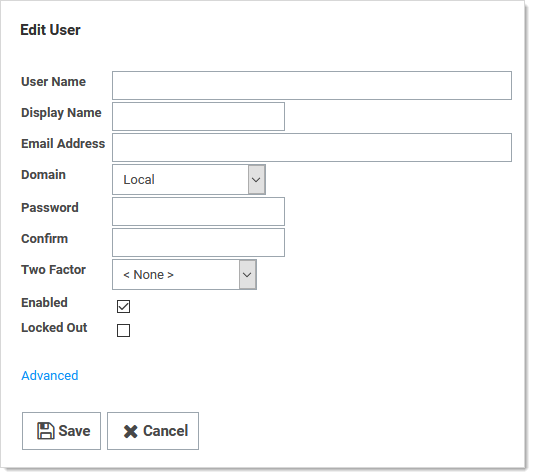 Edit User
User Name
Display Name
Email Address
Domain Local
Password
Confirm
Two Factor < None >
Enabled
Locked Out
Advanced
Save Cancel